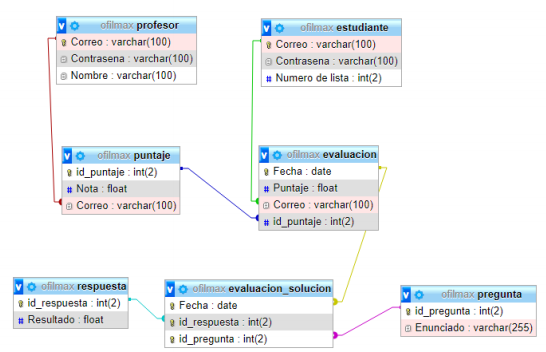 ofilmax profesor
Correo : varchar(100)
Contrasena : varchar(100)
Nombre : varchar(100)
ofilmax estudiante
Correo : varchar(100)
Contrasena : varchar(100)
Numero de lista : int(2)
ofilmax puntaje
id_puntaje : int(2)
Nota : float
Correo : varchar(100)
ofilmax evaluacion
Fecha : date
Puntaje : float
Correo : varchar(100)
id_puntaje : int(2)
ofilmax respuesta
id_respuesta : int(2)
Resultado : float
ofilmax evaluacion_solucion
Fecha : date
id_respuesta : int(2)
id_pregunta : int(2)
ofilmax pregunta
id_pregunta : int(2)
Enunciado : varchar(255)